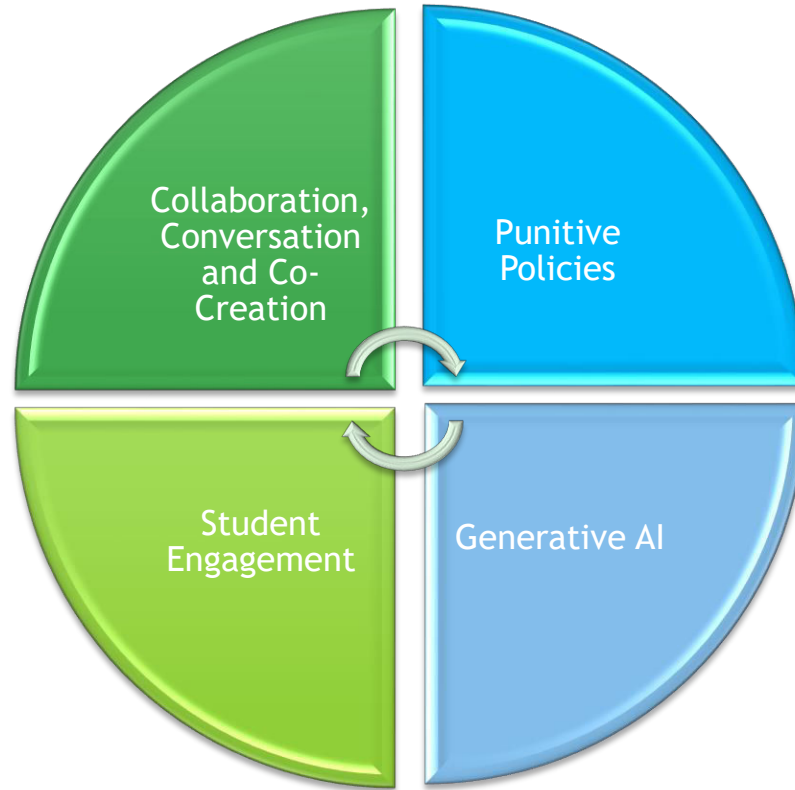 Collaboration,
Conversation
and Co-
Creation
Punitive
Policies
Student
Engagement
Generative AI